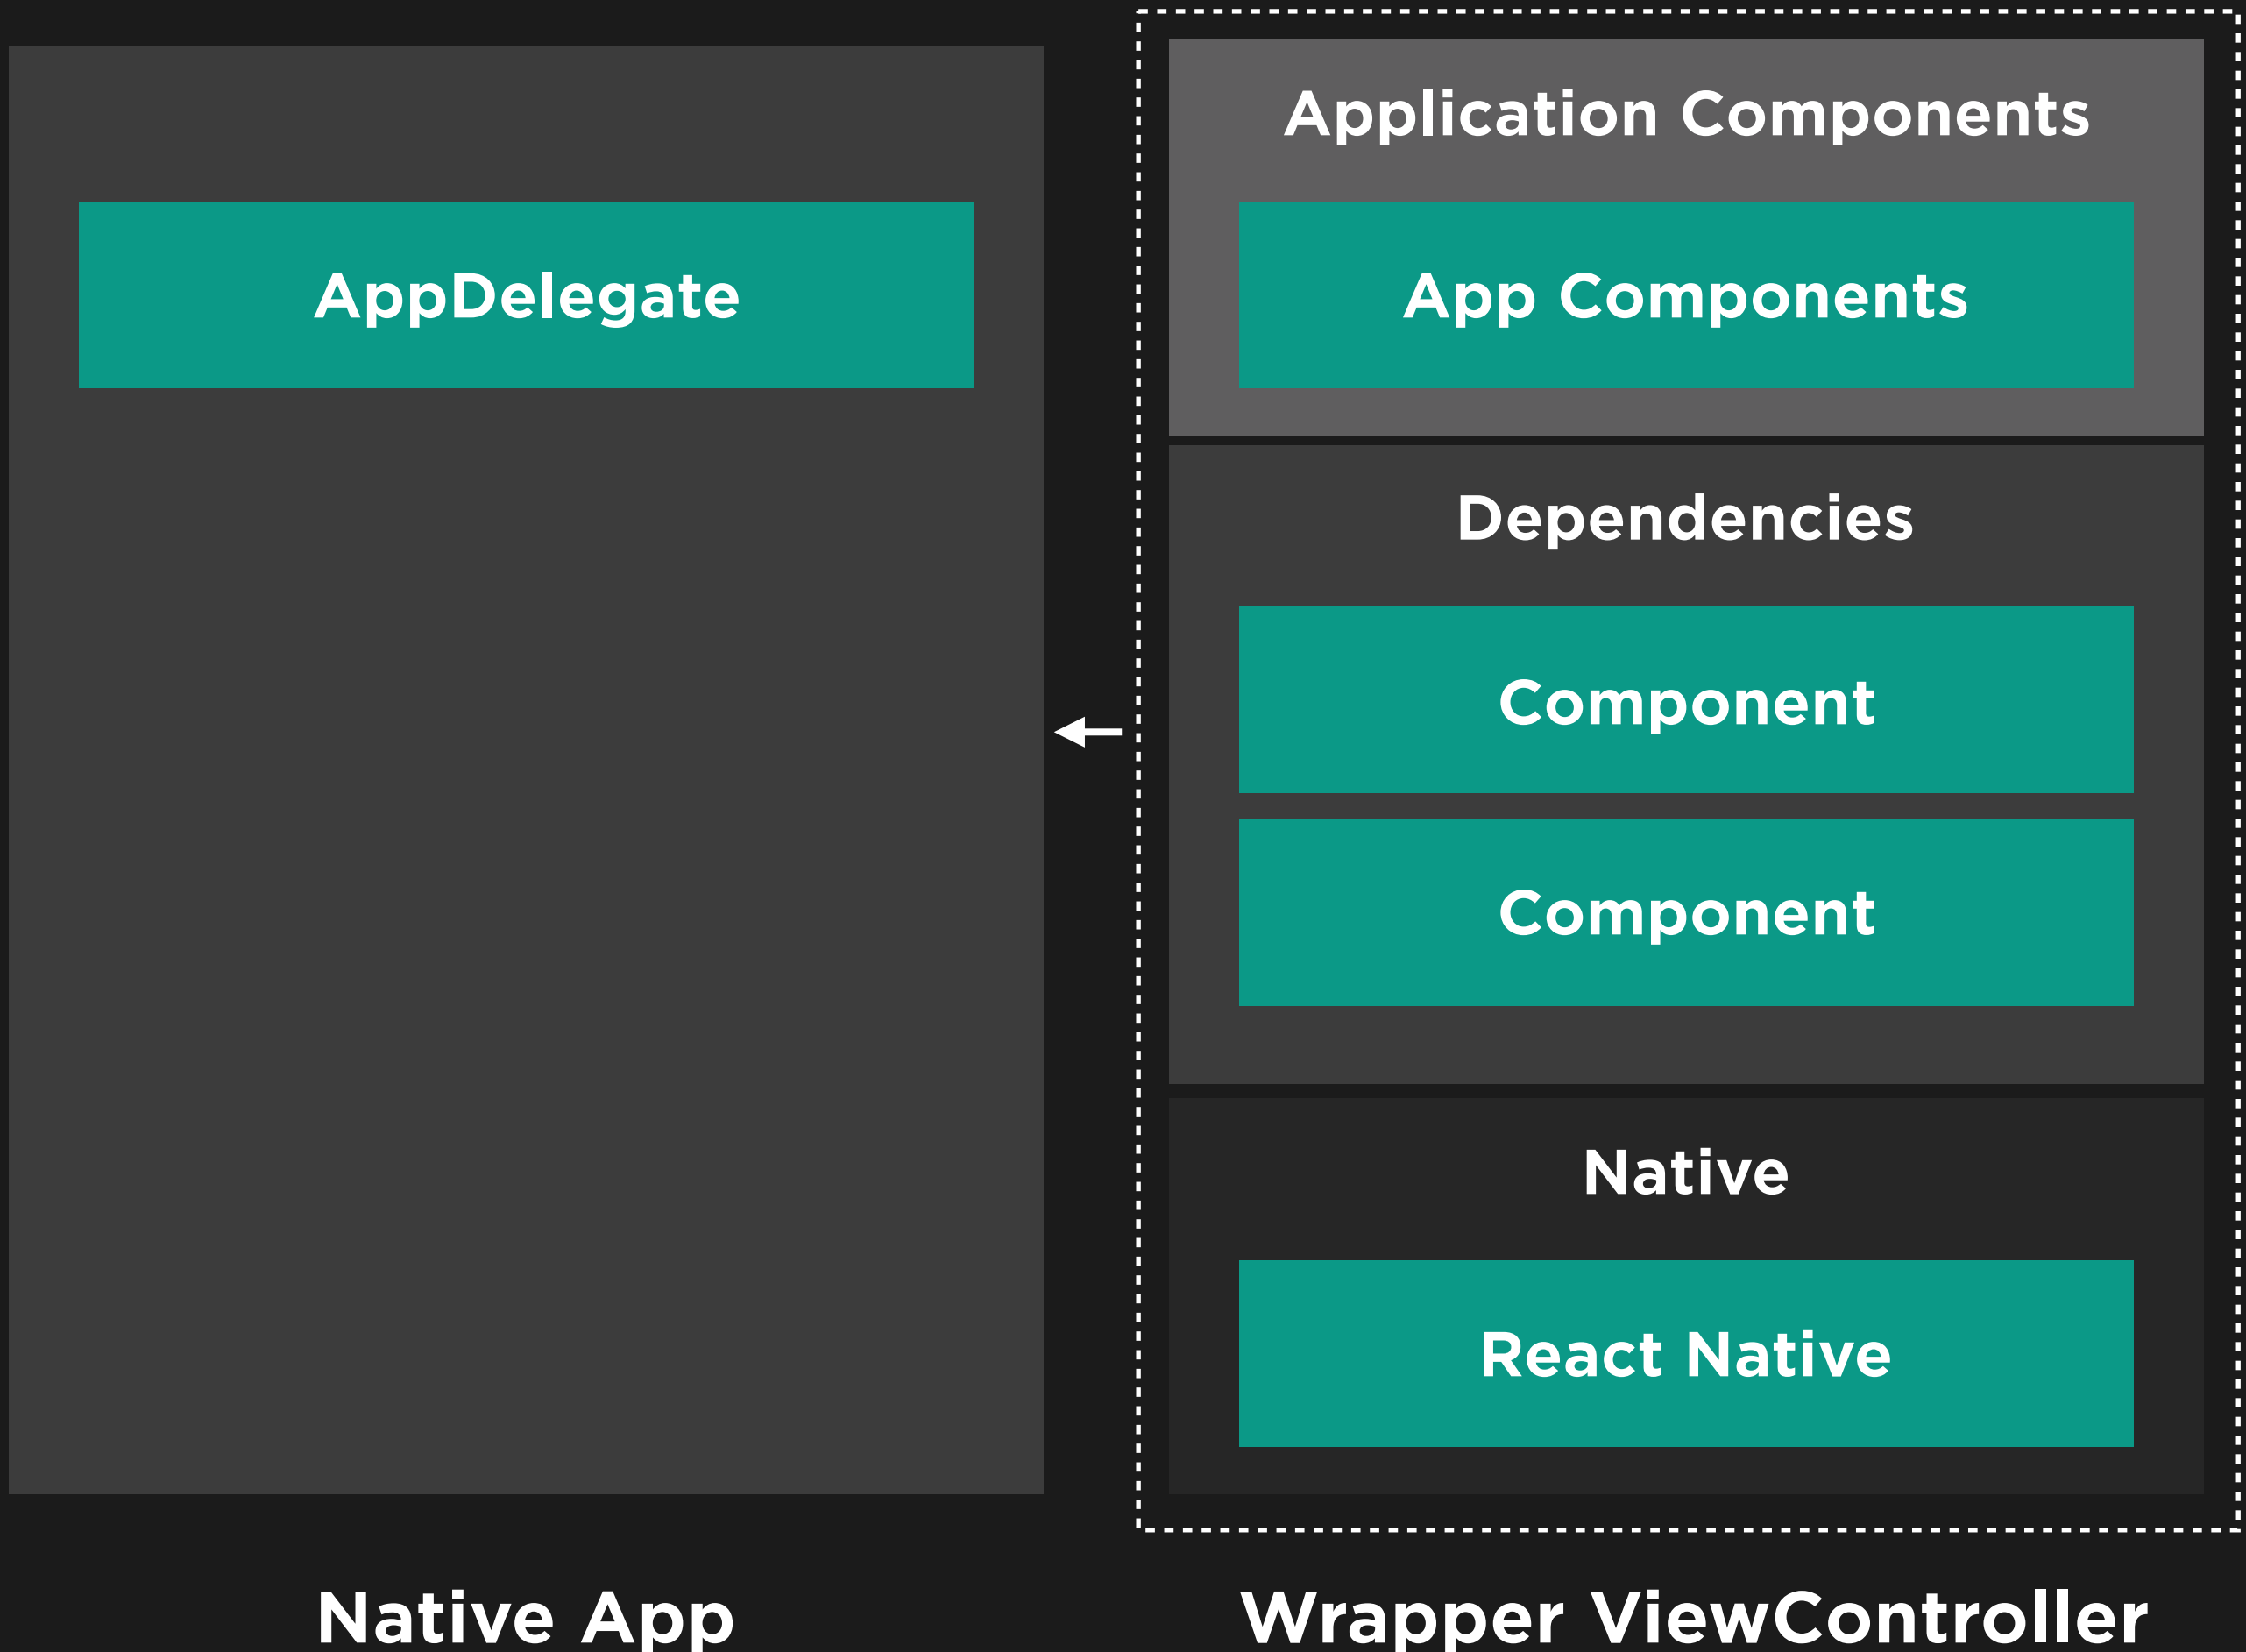 AppDelegate
Native App
Application Components
App Components
Dependencies
Component
Component
Native
React Native
Wrapper ViewController